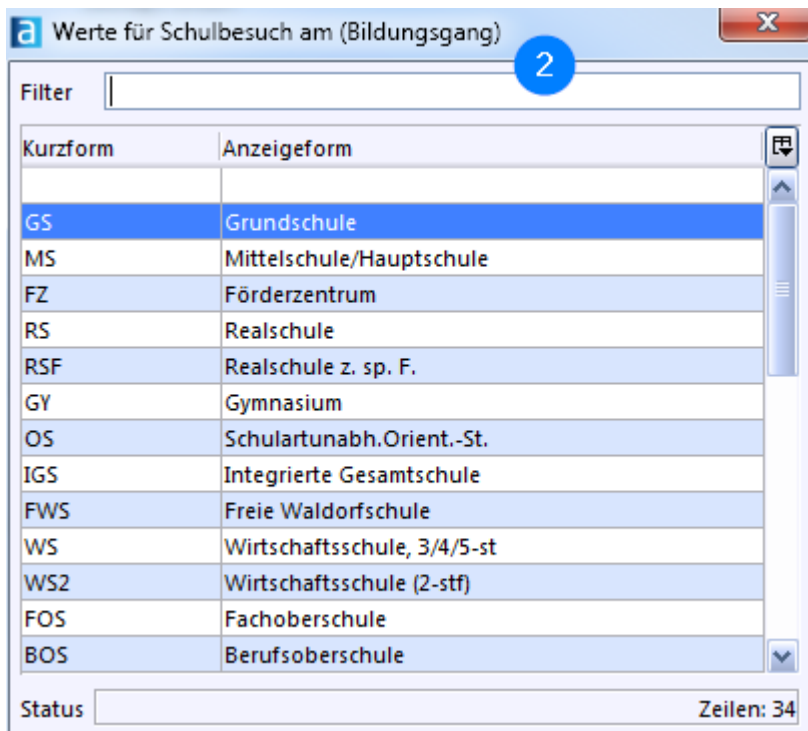 a Werte für Schulbesuch am (Bildungsgang)
2
Filter
Kurzform Anzeigeform
GS Grundschule
MS Mittelschule/Hauptschule
FZ Förderzentrum
RS Realschule
RSF Realschule z. sp. F.
GY Gymnasium
OS Schulartunabh.Orient.-St.
IGS Integrierte Gesamtschule
FWS Freie Waldorfschule
WS Wirtschaftsschule, 3/4/5-st
WS2 Wirtschaftsschule (2-stf)
FOS Fachoberschule
BOS Berufsoberschule
Status Zeilen: 34